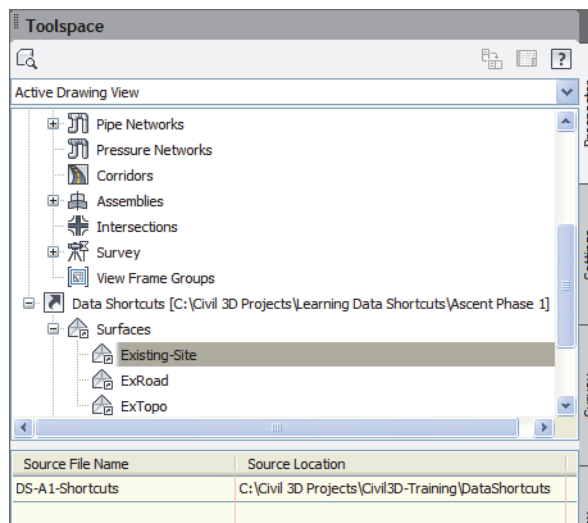 Toolspace
?
Active Drawing View
Pipe Networks
Pressure Networks
Corridors
Assemblies
Intersections
Survey
View Frame Groups
Data Shortcuts [C:\Civil 3D Projects\Learning Data Shortcuts\Ascent Phase 1]
Surfaces
Existing-Site
ExRoad
ExTopo
Source File Name Source Location
DS-A1-Shortcuts C:\Civil 3D Projects\Civil3D-Training\DataShortcuts